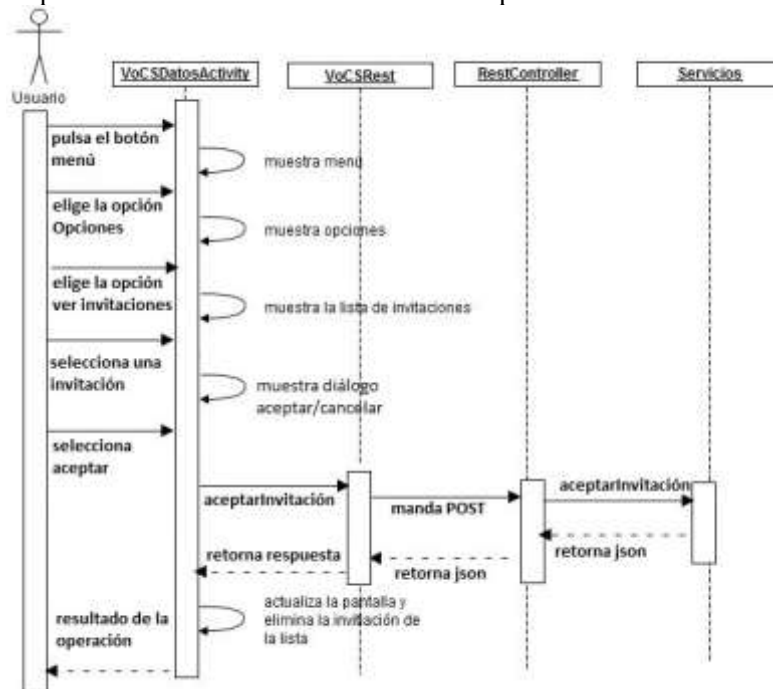 VoCSDatosActivity
VoCSRest
RestController
Servicios
Usuario
pulsa el botón
menú
muestra menú
elige la opción
Opciones
muestra opciones
elige la opción
ver invitaciones
muestra la lista de invitaciones
selecciona una
invitación
muestra diálogo
aceptar/cancelar
selecciona
aceptar
aceptarInvitación
manda POST
aceptarInvitación
retorna json
retorna json
retorna respuesta
actualiza la pantalla y
elimina la invitación de
la lista
resultado de la
operación